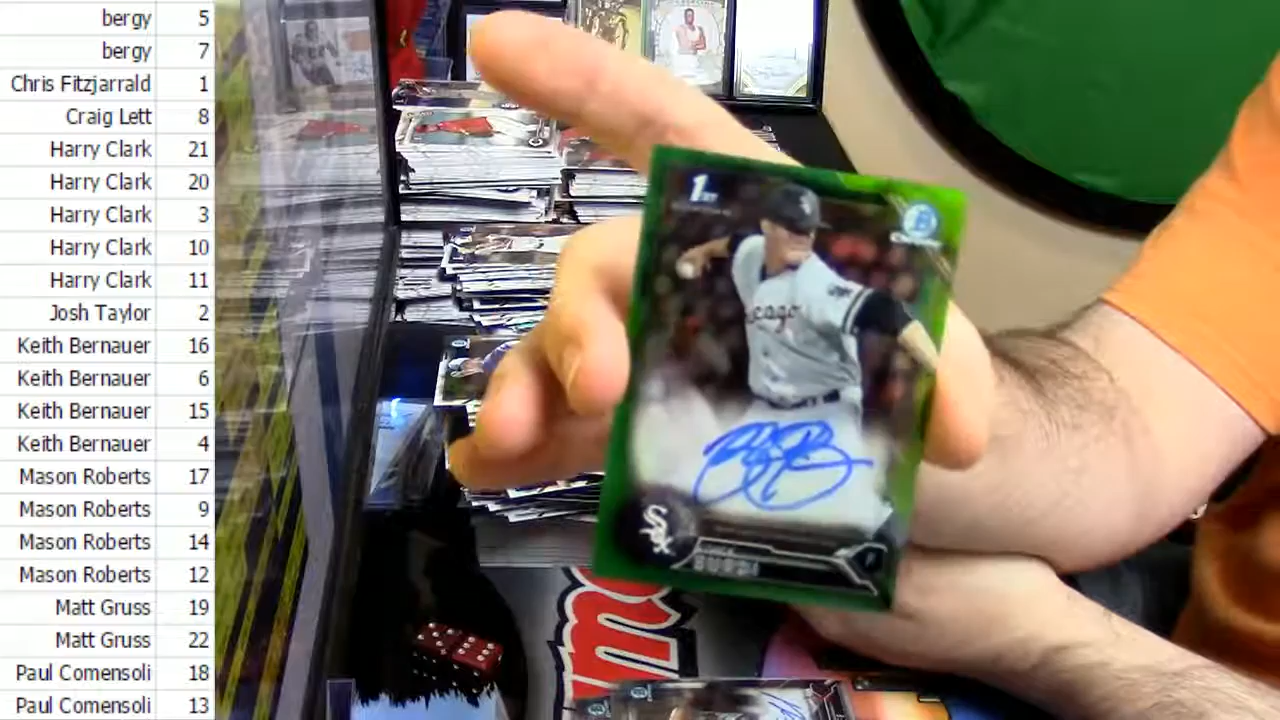 bergy 5
bergy 7
Chris Fitzjarrald 1
Craig Lett 8
Harry Clark 21
Harry Clark 20
Harry Clark 3
Harry Clark 10
Harry Clark 11
Josh Taylor 2
Keith Bernauer 16
Keith Bernauer 6
Keith Bernauer 15
Keith Bernauer 4
Mason Roberts 17
Mason Roberts 9
Mason Roberts 14
Mason Roberts 12
Matt Gruss 19
Matt Gruss 22
Paul Comensoli 18
Paul Comensoli 13
1ST
B
Sox
BURDI